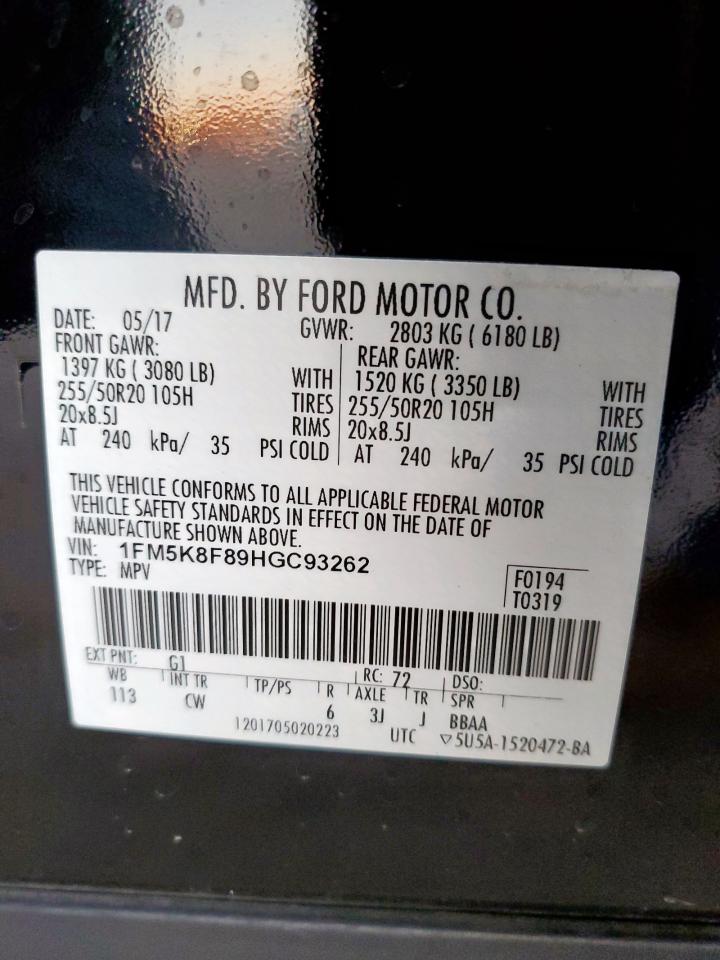 MFD. BY FORD MOTOR CO.
DATE: 05/17 GVWR: 2803 KG ( 6180 LB)
FRONT GAWR:
1397 KG ( 3080 LB) WITH
255/50R20 105H TIRES
20x8.5J RIMS
AT 240 kPa/ 35 PSI COLD
REAR GAWR:
1520 KG ( 3350 LB) WITH
255/50R20 105H TIRES
20x8.5J RIMS
AT 240 kPa/ 35 PSI COLD
THIS VEHICLE CONFORMS TO ALL APPLICABLE FEDERAL MOTOR
VEHICLE SAFETY STANDARDS IN EFFECT ON THE DATE OF
MANUFACTURE SHOWN ABOVE.
VIN: 1FM5K8F89HGC93262
TYPE: MPV
F0194
T0319
EXT PNT: G1 RC: 72 DSO:
WB INT TR TP/PS R AXLE TR SPR
113 CW 6 3J J BBAA
1201705020223 UTC ▽5U5A-1520472-BA